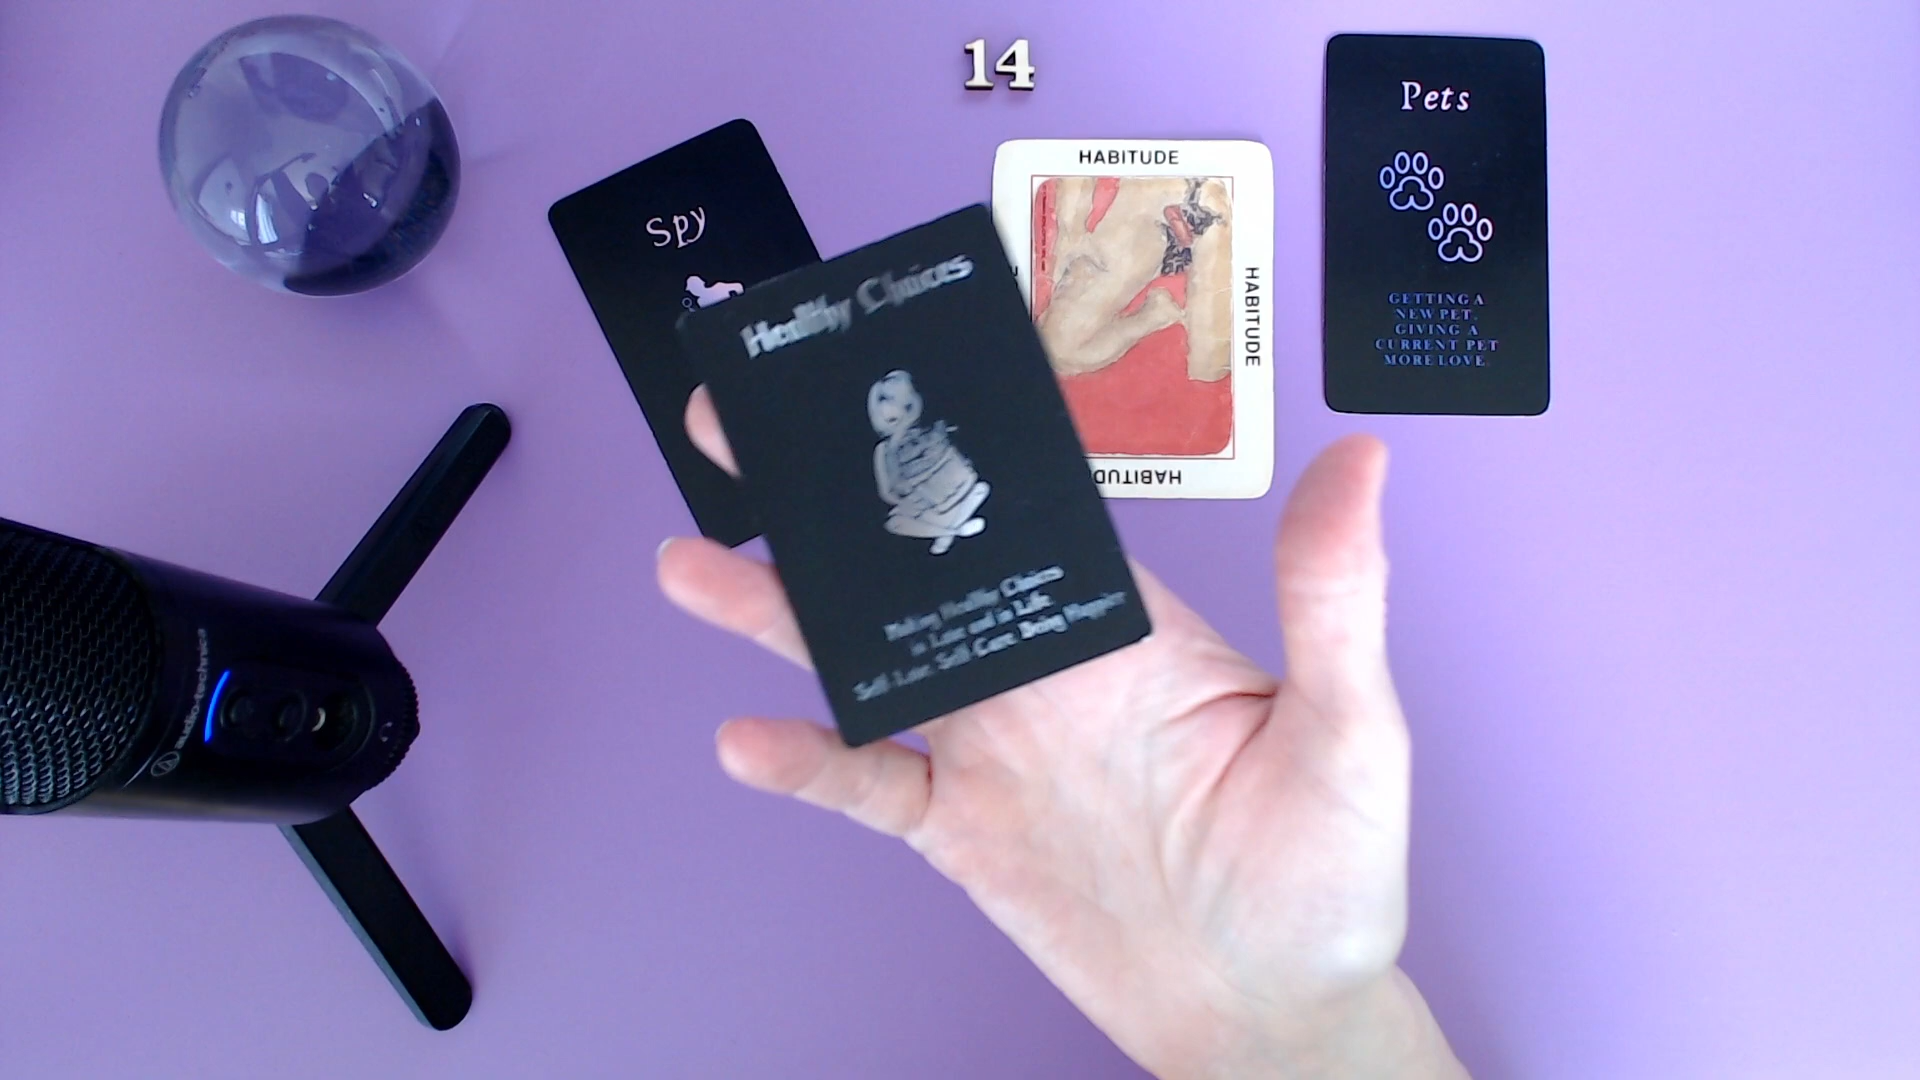 14
Pets
GETTING A
NEW PET.
GIVING A
CURRENT PET
MORE LOVE
HABITUDE
HABITUDE
HABITUDE
Spy
Healthy Choices
Making Healthy Choices
in Love and in Life
Self Love, Self Care, Being Happier
audio-technica